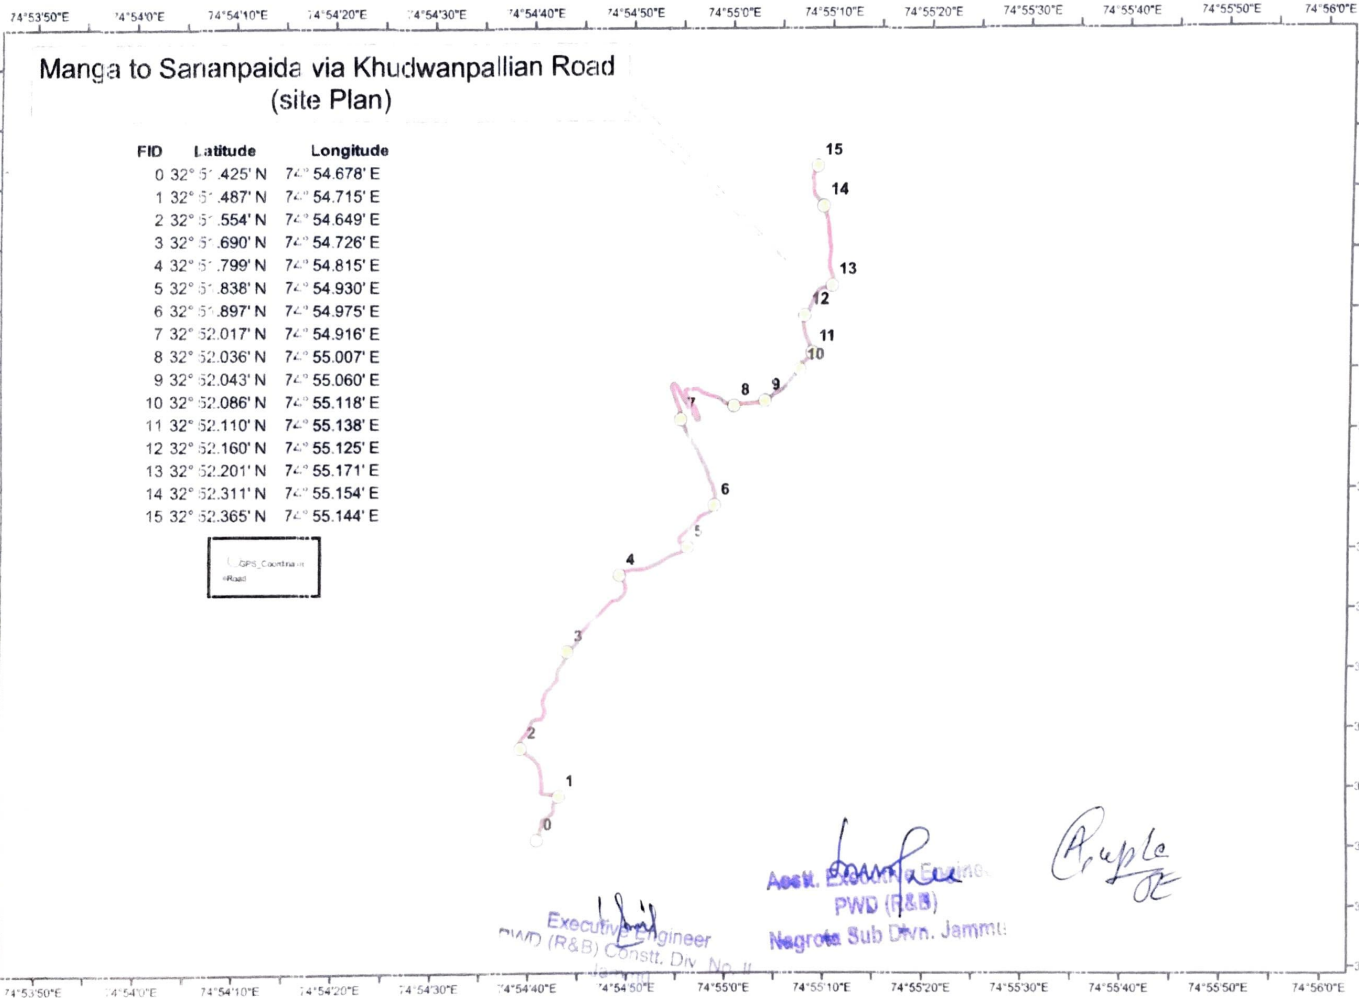 74°53'50"E 74°54'0"E 74°54'10"E 74°54'20"E 74°54'30"E 74°54'40"E 74°54'50"E 74°55'0"E 74°55'10"E 74°55'20"E 74°55'30"E 74°55'40"E 74°55'50"E 74°56'0"E
Manga to Sananpaida via Khudwanpallian Road
(site Plan)
FID Latitude Longitude
0 32° 51.425' N 74° 54.678' E
1 32° 51.487' N 74° 54.715' E
2 32° 51.554' N 74° 54.649' E
3 32° 51.690' N 74° 54.726' E
4 32° 51.799' N 74° 54.815' E
5 32° 51.838' N 74° 54.930' E
6 32° 51.897' N 74° 54.975' E
7 32° 52.017' N 74° 54.916' E
8 32° 52.036' N 74° 55.007' E
9 32° 52.043' N 74° 55.060' E
10 32° 52.086' N 74° 55.118' E
11 32° 52.110' N 74° 55.138' E
12 32° 52.160' N 74° 55.125' E
13 32° 52.201' N 74° 55.171' E
14 32° 52.311' N 74° 55.154' E
15 32° 52.365' N 74° 55.144' E
GPS_Coordinate
Road
15
14
13
12
11
10
9
8
7
6
5
4
3
2
1
0
Asstt. Executive Engineer
PWD (R&B)
Nagrota Sub Divn. Jammu
JE
Executive Engineer
PWD (R&B) Constt. Div. No. II
Jammu
74°53'50"E 74°54'0"E 74°54'10"E 74°54'20"E 74°54'30"E 74°54'40"E 74°54'50"E 74°55'0"E 74°55'10"E 74°55'20"E 74°55'30"E 74°55'40"E 74°55'50"E 74°56'0"E